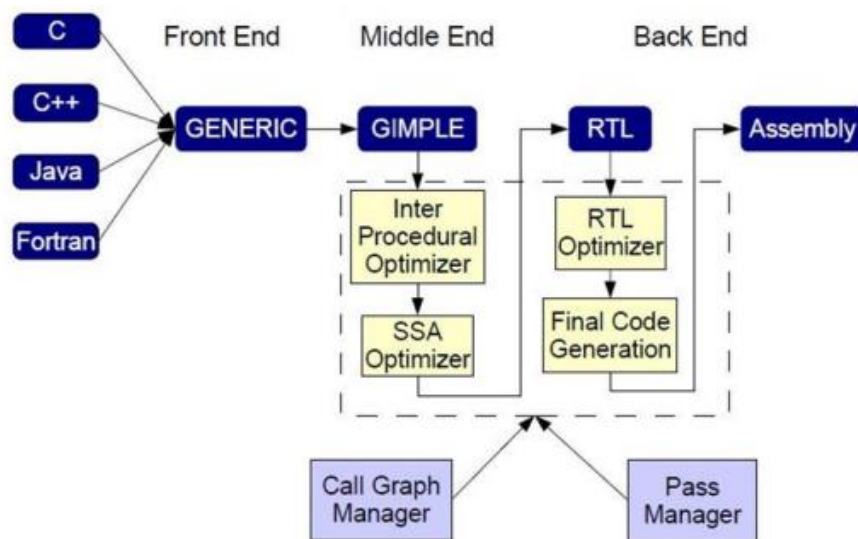 C
Front End
Middle End
Back End
C++
Java
Fortran
GENERIC
GIMPLE
RTL
Assembly
Inter
Procedural
Optimizer
SSA
Optimizer
RTL
Optimizer
Final Code
Generation
Call Graph
Manager
Pass
Manager